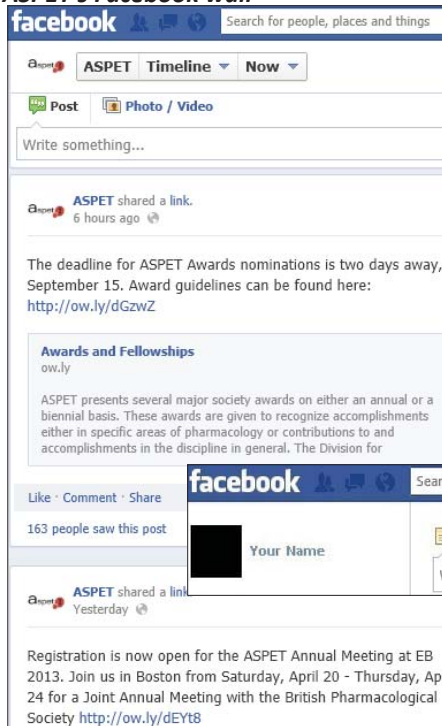 ASPET's Facebook wall
facebook
Search for people, places and things
aspet
ASPET Timeline Now
Post Photo / Video
Write something...
aspet
ASPET shared a link.
6 hours ago
The deadline for ASPET Awards nominations is two days away,
September 15. Award guidelines can be found here:
http://ow.ly/dGzwZ
Awards and Fellowships
ow.ly
ASPET presents several major society awards on either an annual or a
biennial basis. These awards are given to recognize accomplishments
either in specific areas of pharmacology or contributions to and
accomplishments in the discipline in general. The Division for
Like · Comment · Share
163 people saw this post
facebook
Sear
Your Name
aspet
ASPET shared a link
Yesterday
Registration is now open for the ASPET Annual Meeting at EB
2013. Join us in Boston from Saturday, April 20 - Thursday, Ap
24 for a Joint Annual Meeting with the British Pharmacological
Society http://ow.ly/dEYt8